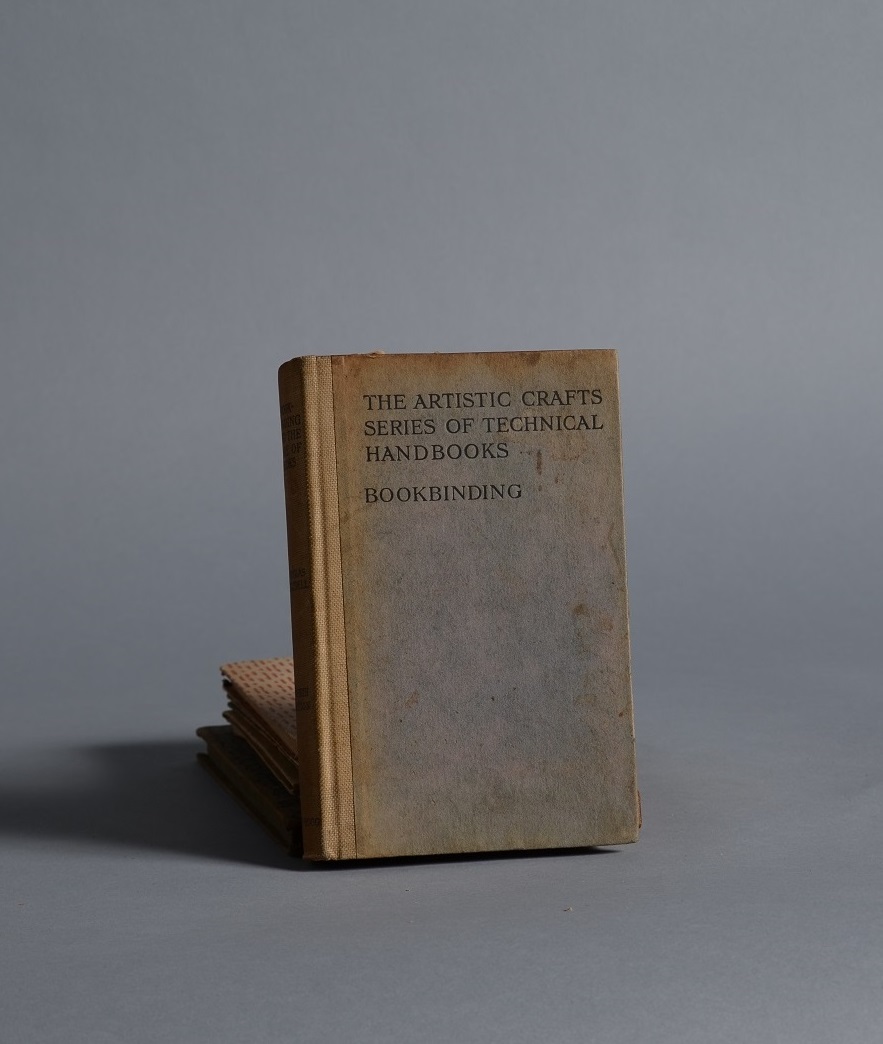 THE ARTISTIC CRAFTS
SERIES OF TECHNICAL
HANDBOOKS
BOOKBINDING